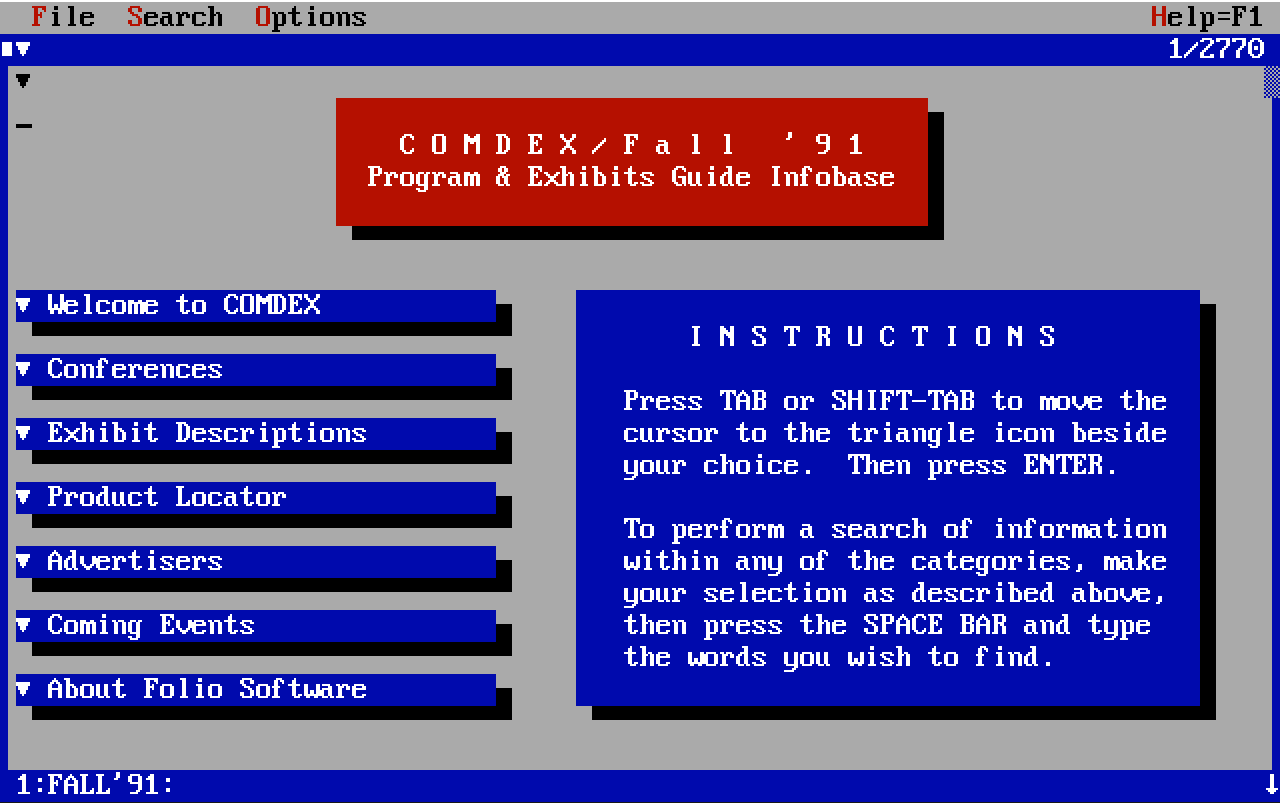 File  Search  Options  Help=F1
1/2770
C O M D E X / F a l l  ' 9 1
Program & Exhibits Guide Infobase
Welcome to COMDEX
Conferences
Exhibit Descriptions
Product Locator
Advertisers
Coming Events
About Folio Software
I N S T R U C T I O N S
Press TAB or SHIFT-TAB to move the
cursor to the triangle icon beside
your choice.  Then press ENTER.
To perform a search of information
within any of the categories, make
your selection as described above,
then press the SPACE BAR and type
the words you wish to find.
1:FALL'91: